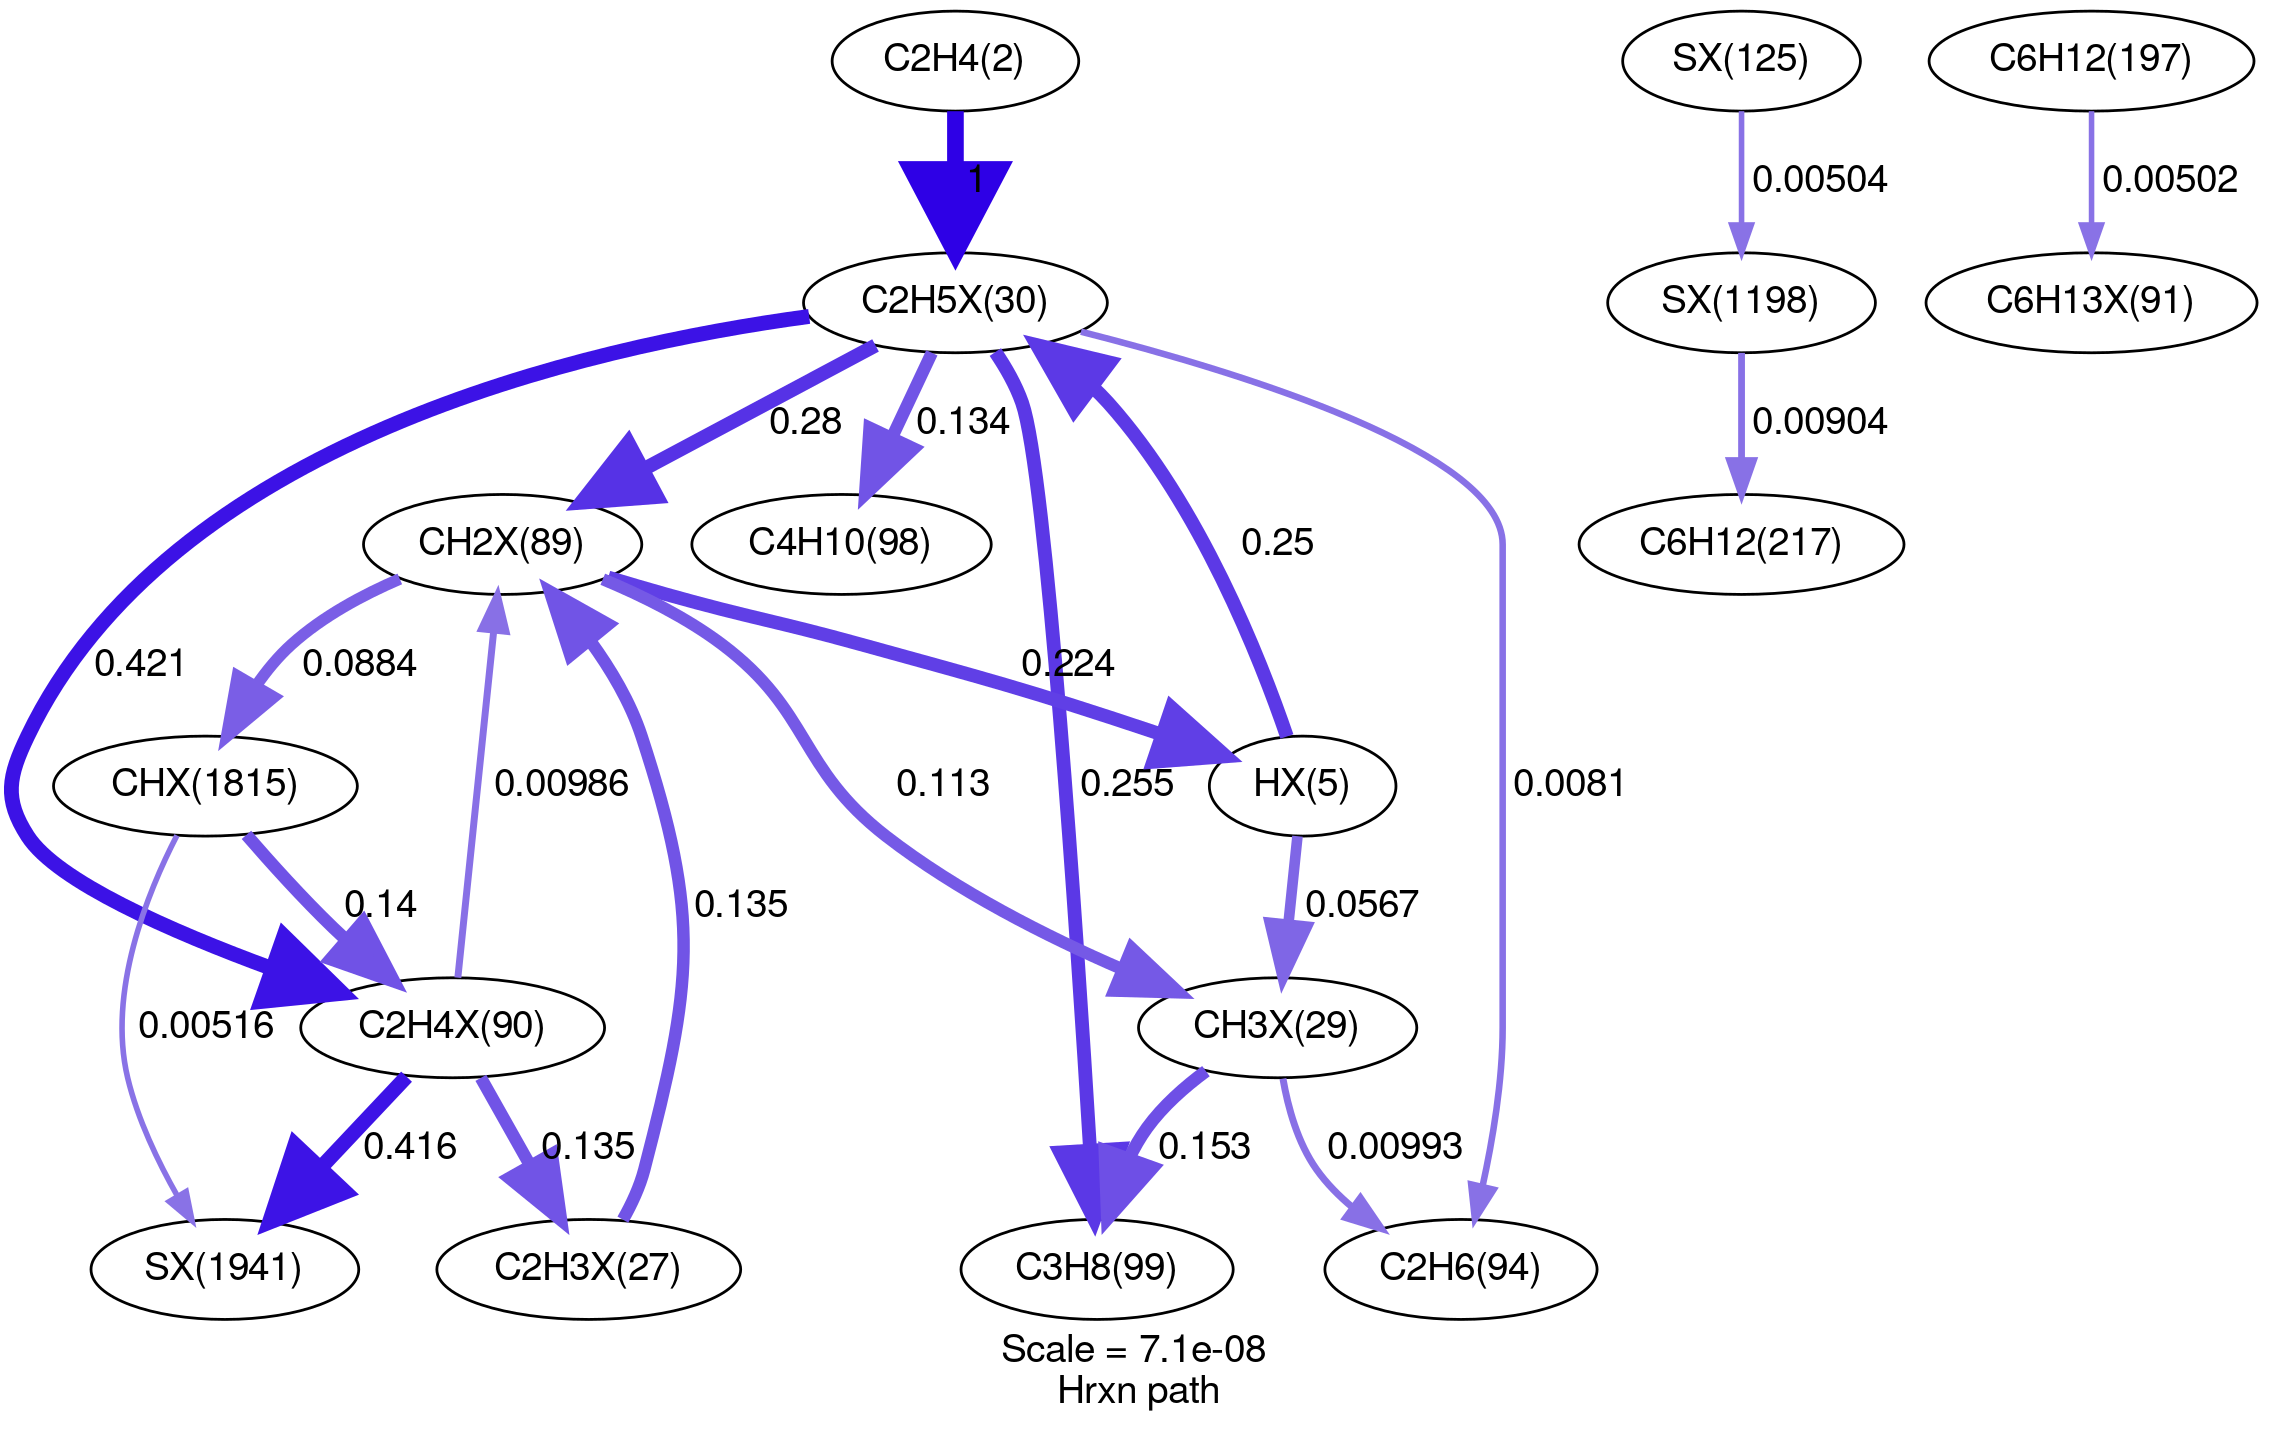 C2H4(2)
SX(125)
C6H12(197)
1
0.00504
0.00502
C2H5X(30)
SX(1198)
C6H13X(91)
0.28
0.134
0.00904
CH2X(89)
C4H10(98)
0.25
C6H12(217)
0.421
0.0884
0.224
CHX(1815)
0.00986
0.113
0.255
HX(5)
0.0081
0.14
0.135
0.0567
0.00516
C2H4X(90)
CH3X(29)
0.416
0.135
0.153
0.00993
SX(1941)
C2H3X(27)
C3H8(99)
C2H6(94)
Scale = 7.1e-08
Hrxn path